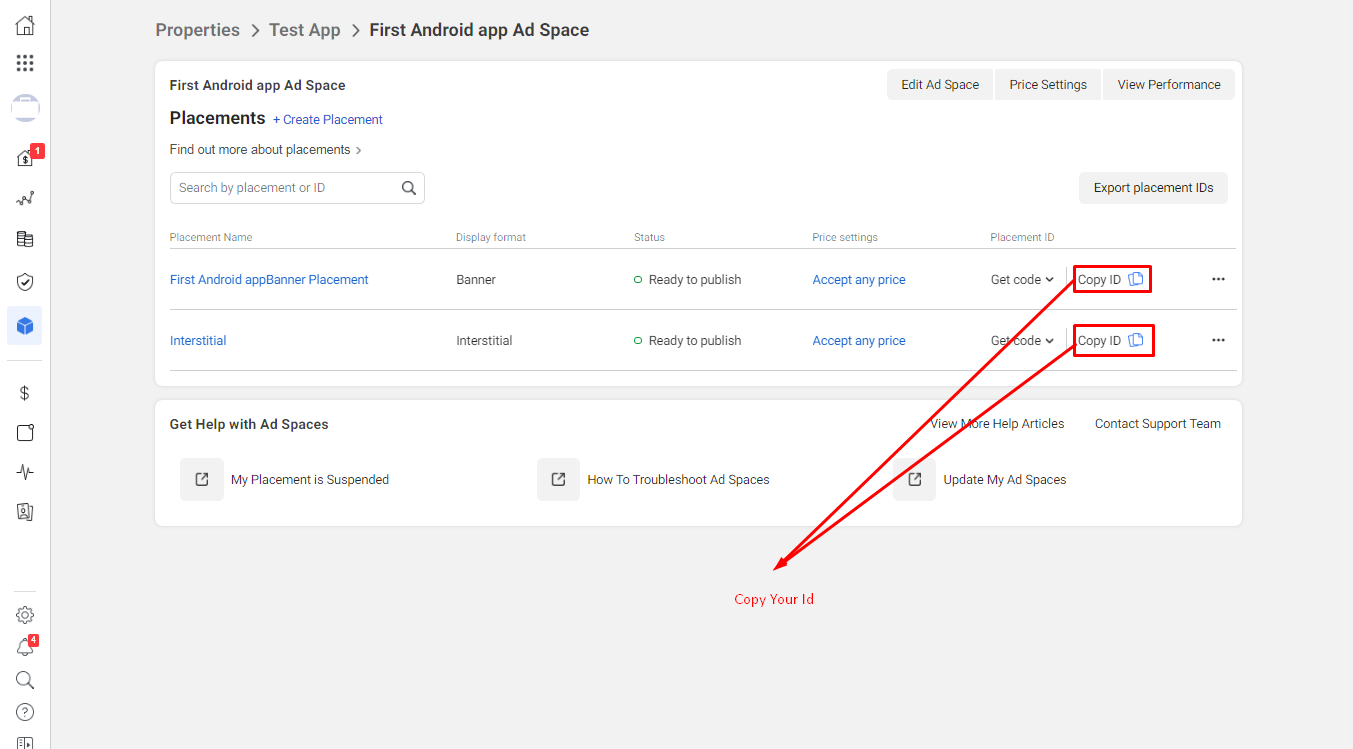 Properties > Test App > First Android app Ad Space
First Android app Ad Space
Edit Ad Space
Price Settings
View Performance
Placements + Create Placement
Find out more about placements >
Search by placement or ID
Export placement IDs
Placement Name Display format Status Price settings Placement ID
First Android appBanner Placement Banner Ready to publish Accept any price Get code Copy ID
Interstitial Interstitial Ready to publish Accept any price Get code Copy ID
Get Help with Ad Spaces
View More Help Articles
Contact Support Team
My Placement is Suspended
How To Troubleshoot Ad Spaces
Update My Ad Spaces
Copy Your Id
1
$
4
?